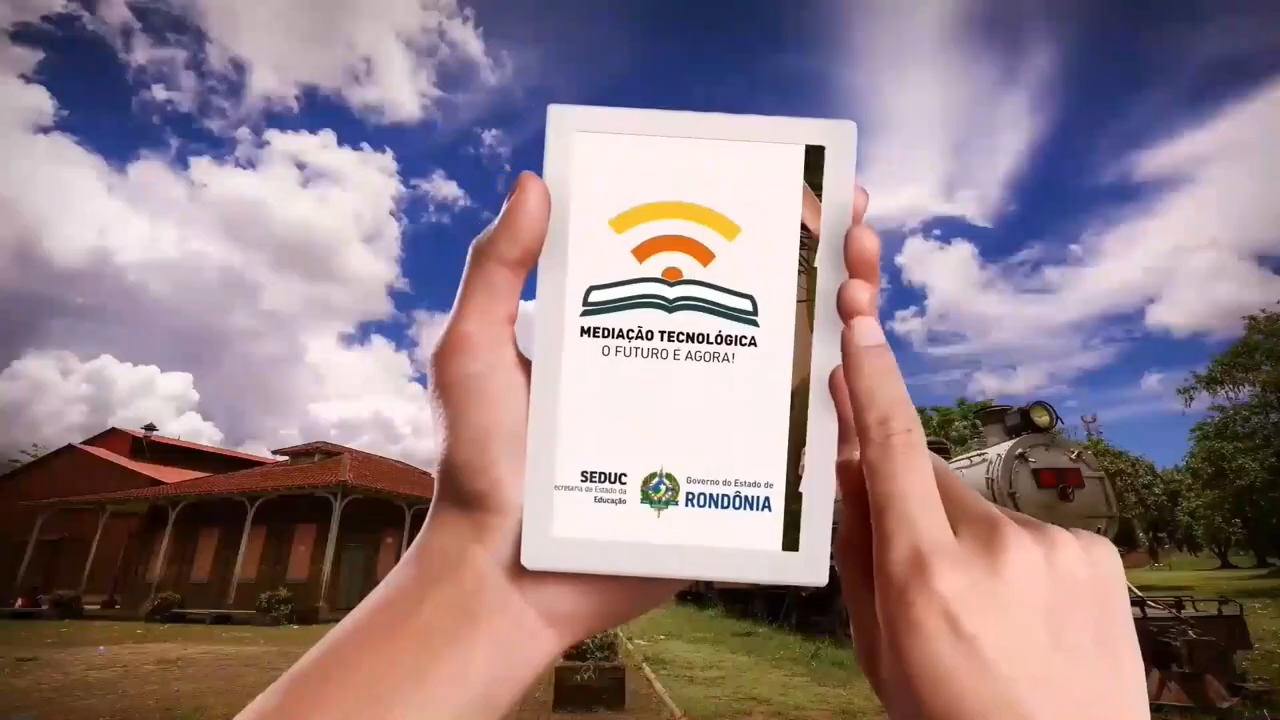 MEDIAÇÃO TECNOLÓGICA
O FUTURO É AGORA!
SEDUC
ecretaria de Estado da
Educação
Governo do Estado de
RONDÔNIA